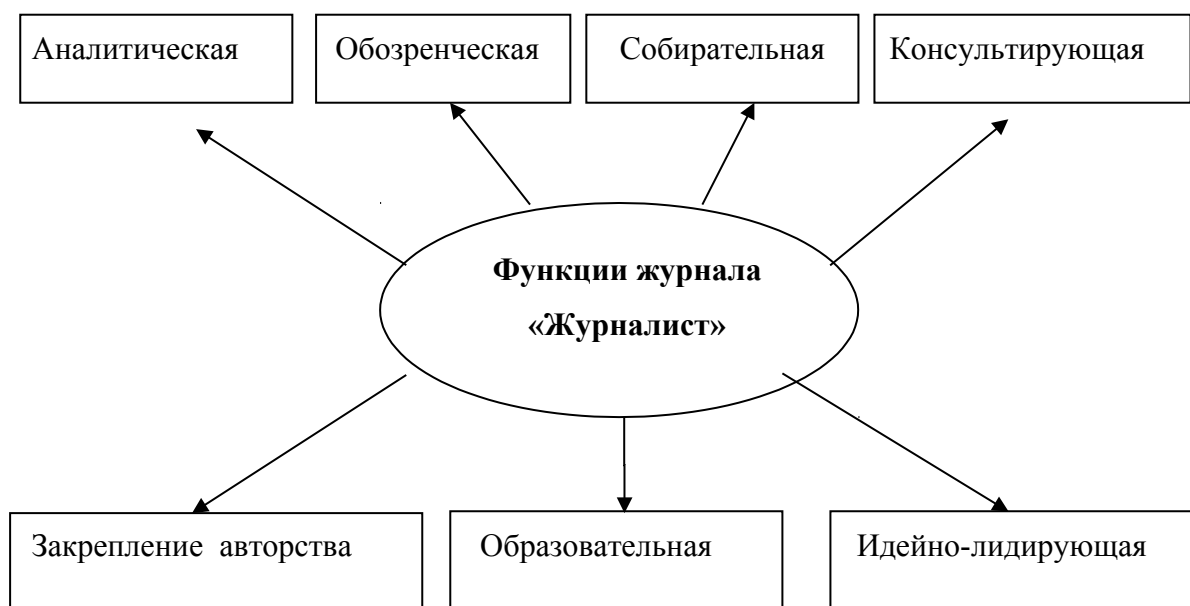 Аналитическая
Обозренческая
Собирательная
Консультирующая
Функции журнала
«Журналист»
Закрепление авторства
Образовательная
Идейно-лидирующая